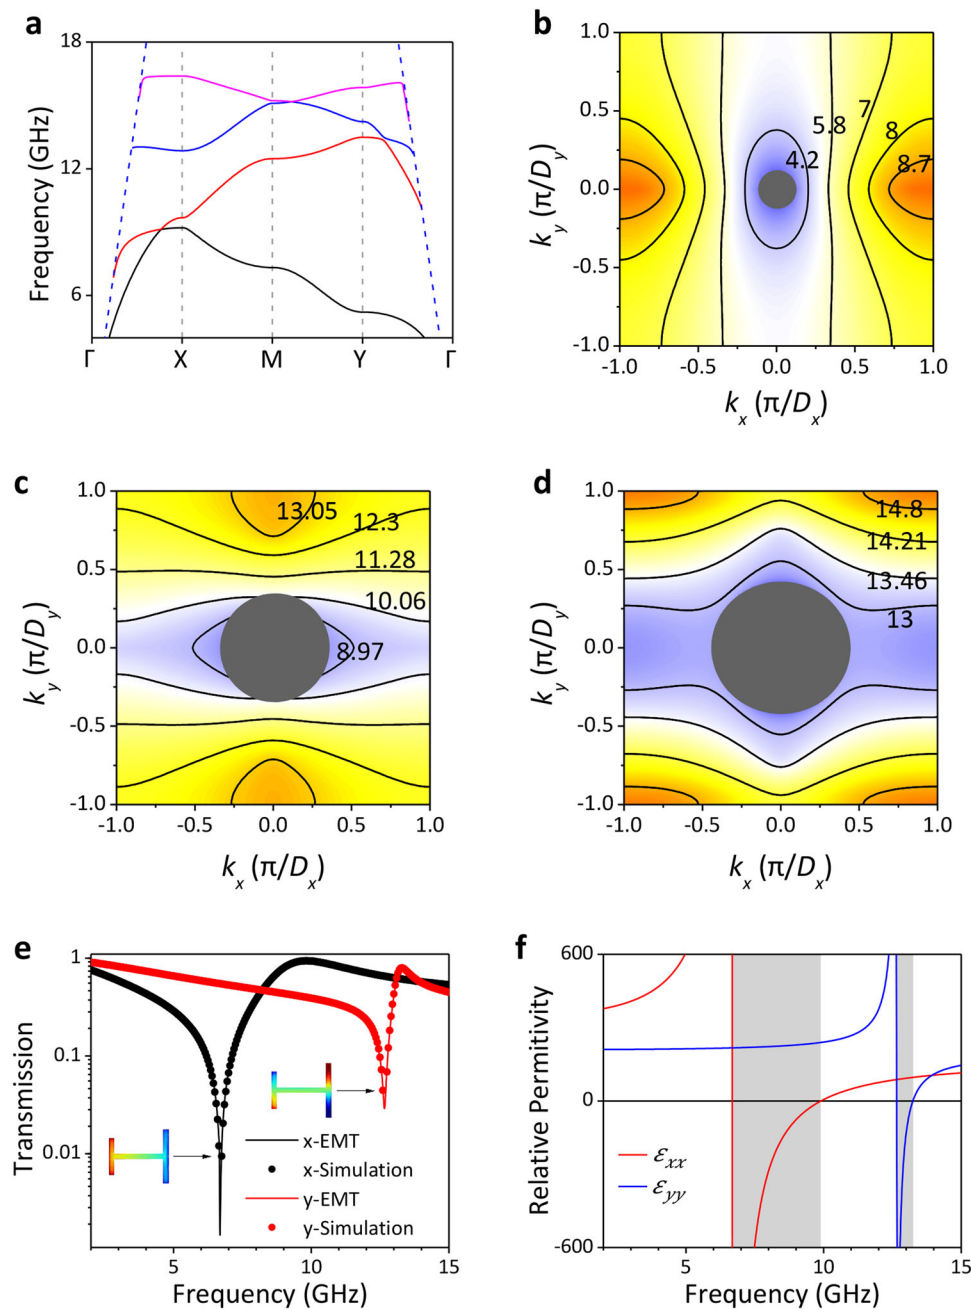 a
18
12
6
Frequency (GHz)
Γ X M Y Γ
b
1.0
0.5
0.0
-0.5
-1.0
k_y (π/D_y)
7
5.8
8
4.2
8.7
-1.0 -0.5 0.0 0.5 1.0
k_x (π/D_x)
c
1.0
0.5
0.0
-0.5
-1.0
k_y (π/D_y)
13.05
12.3
11.28
10.06
8.97
-1.0 -0.5 0.0 0.5 1.0
k_x (π/D_x)
d
1.0
0.5
0.0
-0.5
-1.0
k_y (π/D_y)
14.8
14.21
13.46
13
-1.0 -0.5 0.0 0.5 1.0
k_x (π/D_x)
e
1
0.1
0.01
Transmission
x-EMT
x-Simulation
y-EMT
y-Simulation
5 10 15
Frequency (GHz)
f
600
0
-600
Relative Permitivity
ε_xx
ε_yy
5 10 15
Frequency (GHz)